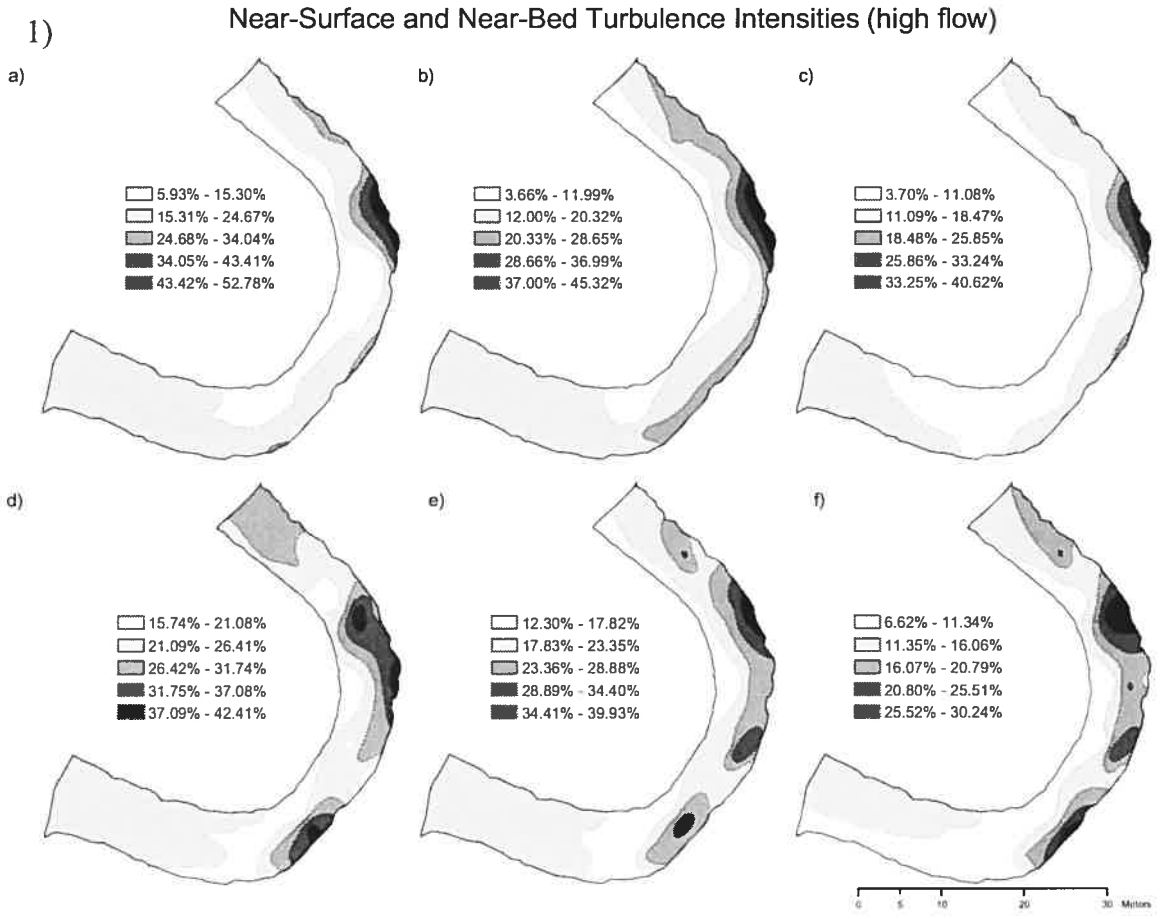 Near-Surface and Near-Bed Turbulence Intensities (high flow)
1)
a)
5.93% - 15.30%
15.31% - 24.67%
24.68% - 34.04%
34.05% - 43.41%
43.42% - 52.78%
b)
3.66% - 11.99%
12.00% - 20.32%
20.33% - 28.65%
28.66% - 36.99%
37.00% - 45.32%
c)
3.70% - 11.08%
11.09% - 18.47%
18.48% - 25.85%
25.86% - 33.24%
33.25% - 40.62%
d)
15.74% - 21.08%
21.09% - 26.41%
26.42% - 31.74%
31.75% - 37.08%
37.09% - 42.41%
e)
12.30% - 17.82%
17.83% - 23.35%
23.36% - 28.88%
28.89% - 34.40%
34.41% - 39.93%
f)
6.62% - 11.34%
11.35% - 16.06%
16.07% - 20.79%
20.80% - 25.51%
25.52% - 30.24%
0 5 10 20 30 Meters